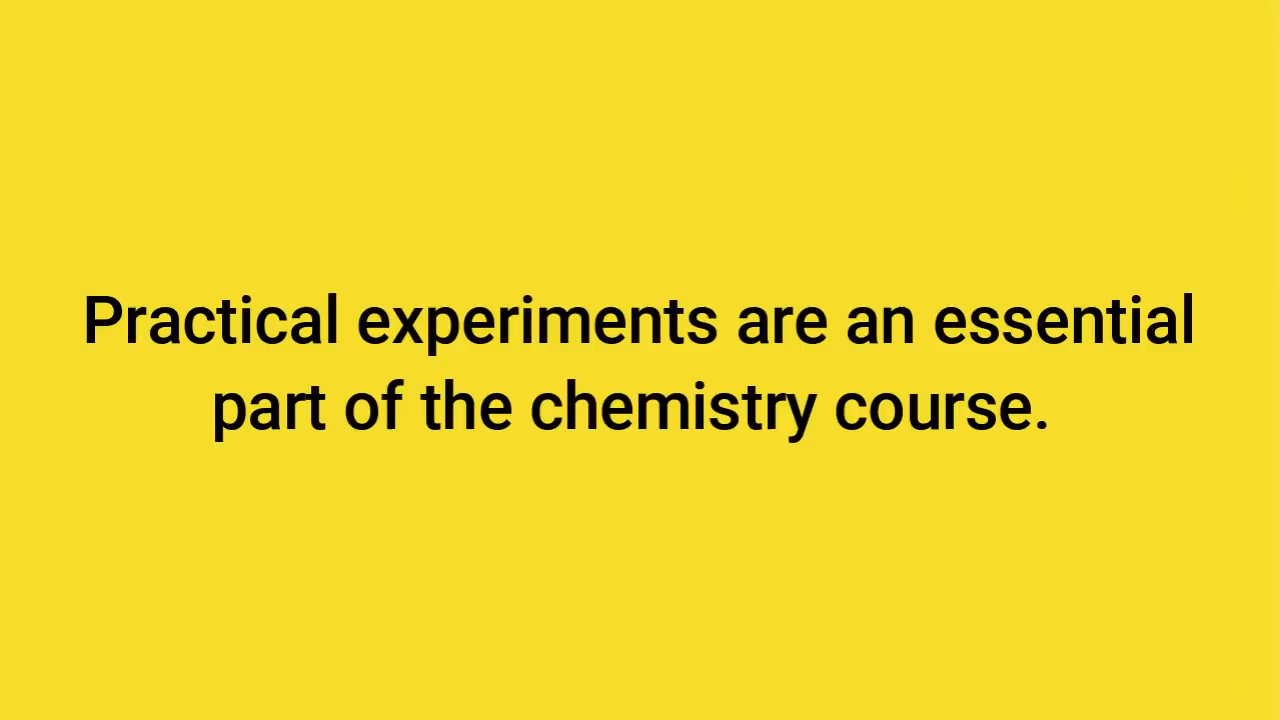 Practical experiments are an essential
part of the chemistry course.